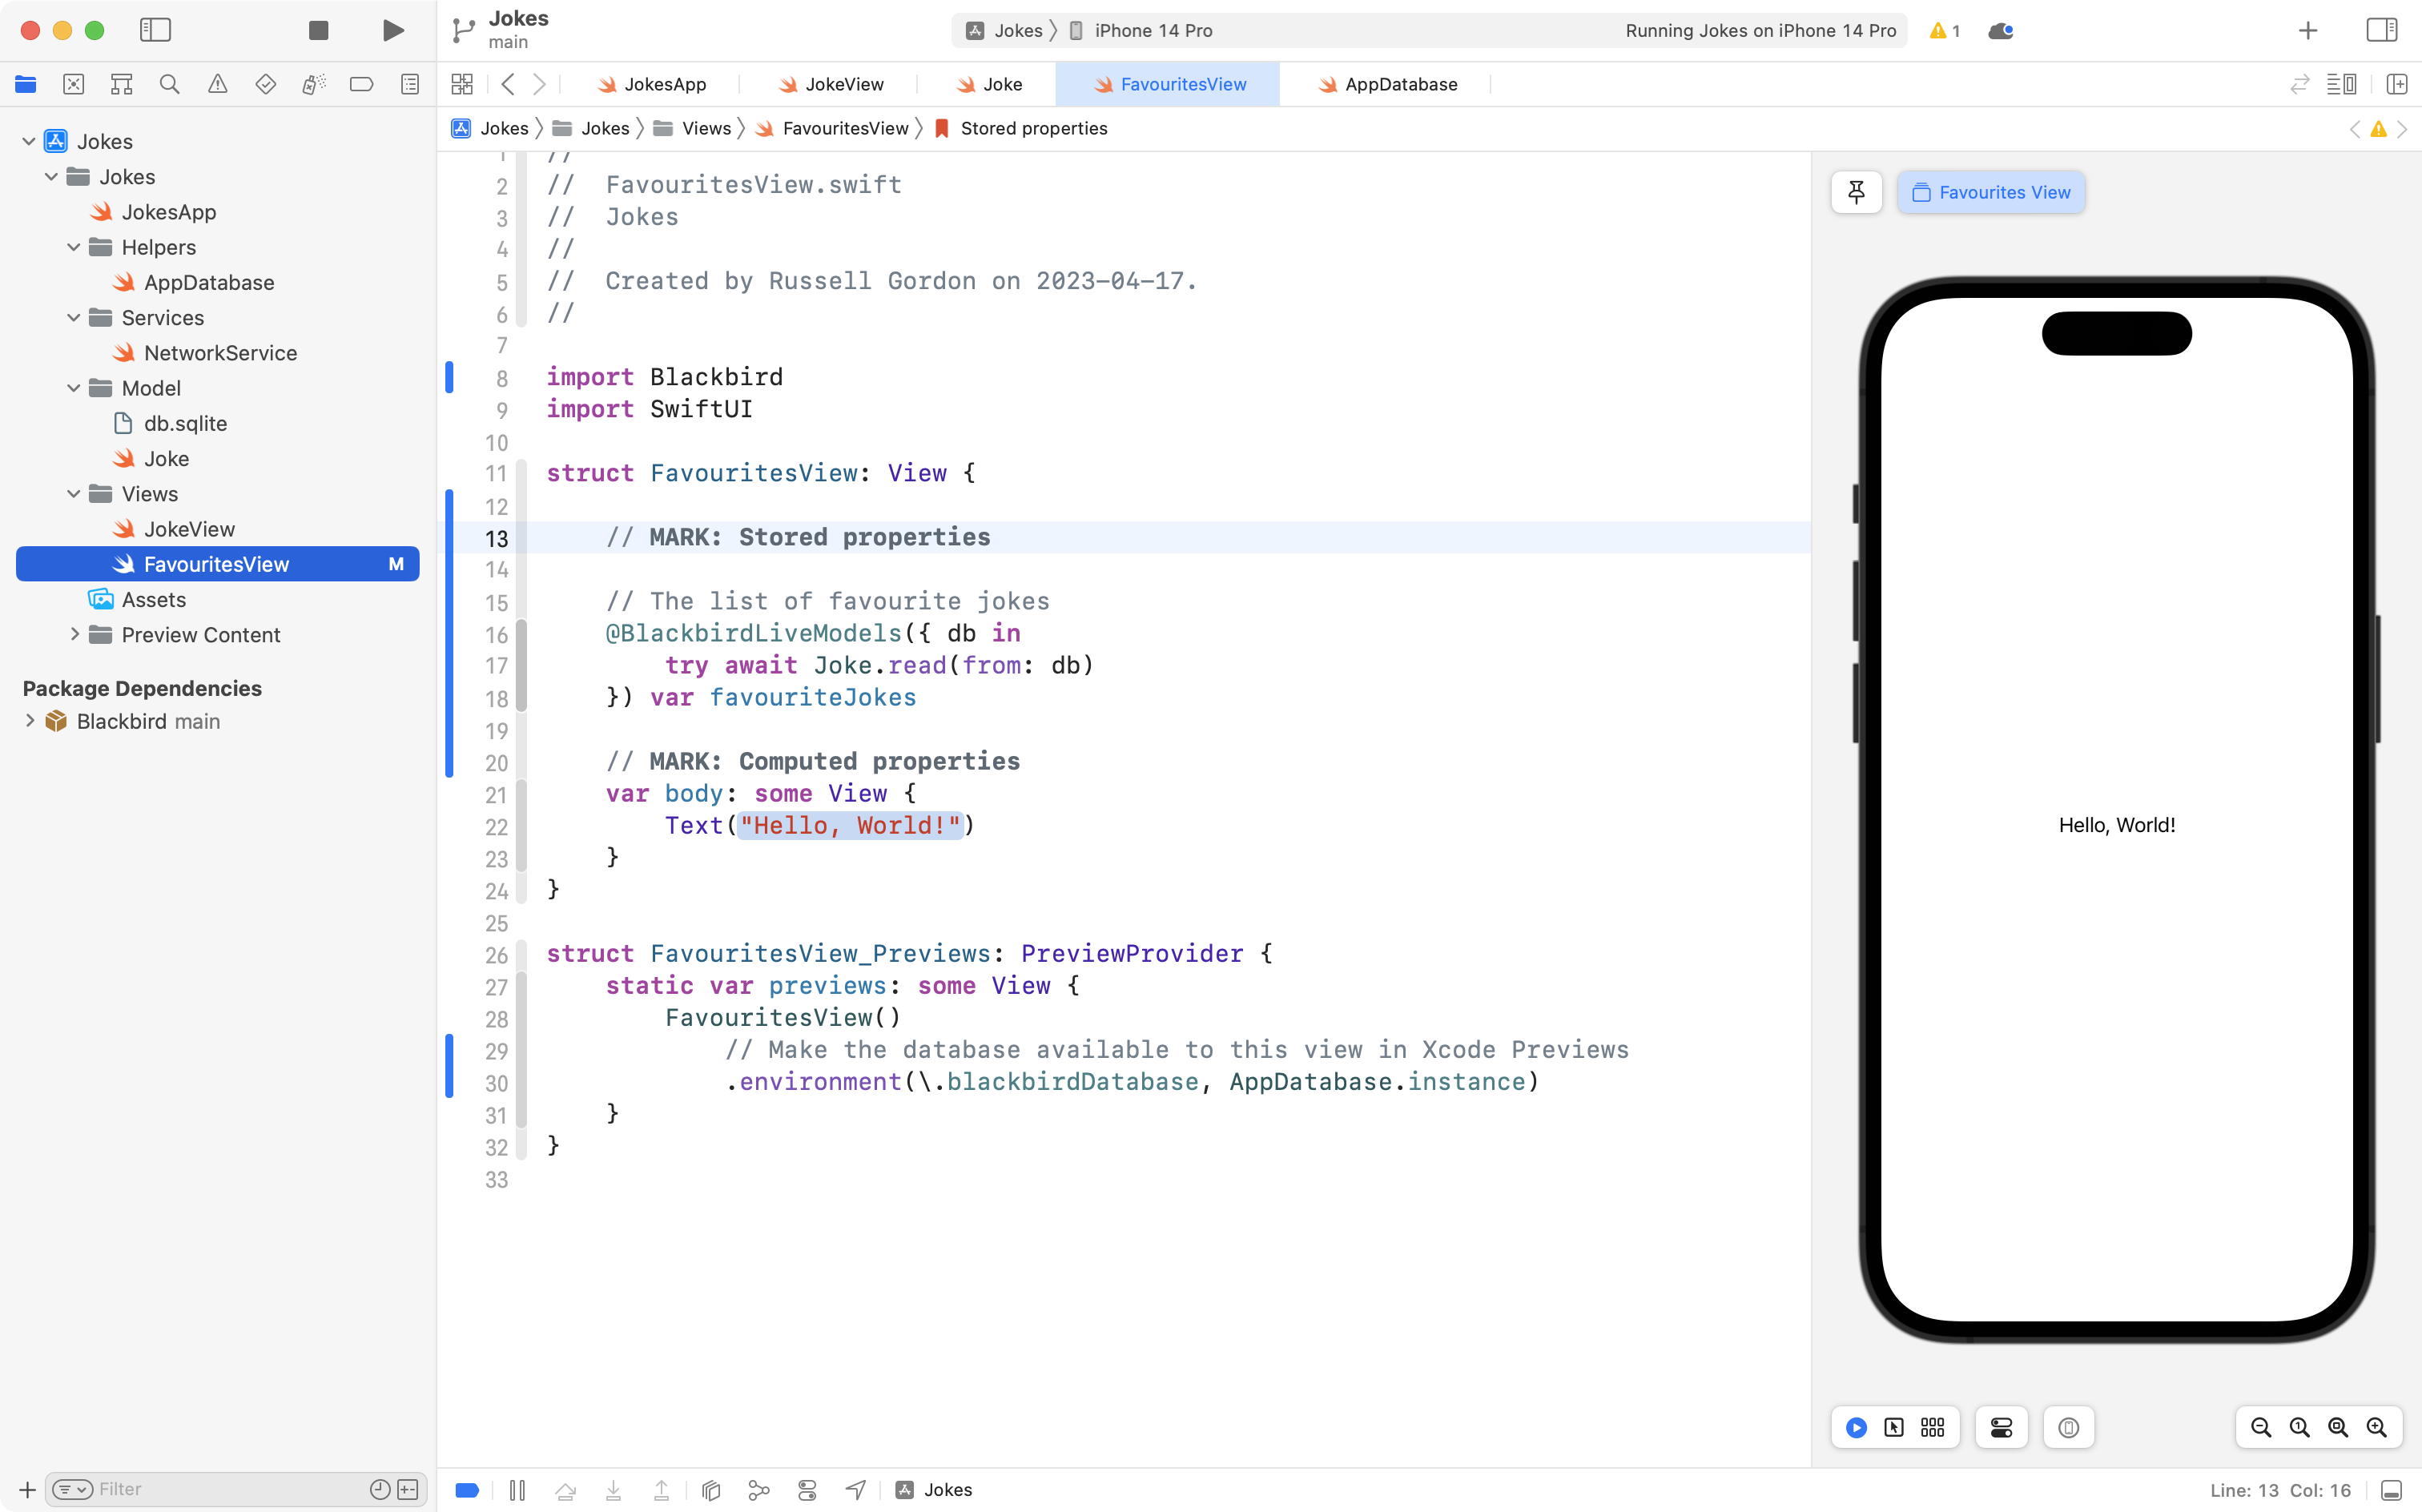 Jokes
main
Jokes
iPhone 14 Pro
Running Jokes on iPhone 14 Pro
1
JokesApp
JokeView
Joke
FavouritesView
AppDatabase
Jokes
Jokes
Views
FavouritesView
Stored properties
Jokes
Jokes
JokesApp
Helpers
AppDatabase
Services
NetworkService
Model
db.sqlite
Joke
Views
JokeView
FavouritesView M
Assets
Preview Content
Package Dependencies
Blackbird main
Filter
1 //
2 //  FavouritesView.swift
3 //  Jokes
4 //
5 //  Created by Russell Gordon on 2023-04-17.
6 //
7
8 import Blackbird
9 import SwiftUI
10
11 struct FavouritesView: View {
12
13     // MARK: Stored properties
14
15     // The list of favourite jokes
16     @BlackbirdLiveModels({ db in
17         try await Joke.read(from: db)
18     }) var favouriteJokes
19
20     // MARK: Computed properties
21     var body: some View {
22         Text("Hello, World!")
23     }
24 }
25
26 struct FavouritesView_Previews: PreviewProvider {
27     static var previews: some View {
28         FavouritesView()
29             // Make the database available to this view in Xcode Previews
30             .environment(\.blackbirdDatabase, AppDatabase.instance)
31     }
32 }
33
Favourites View
Hello, World!
Jokes
Line: 13 Col: 16